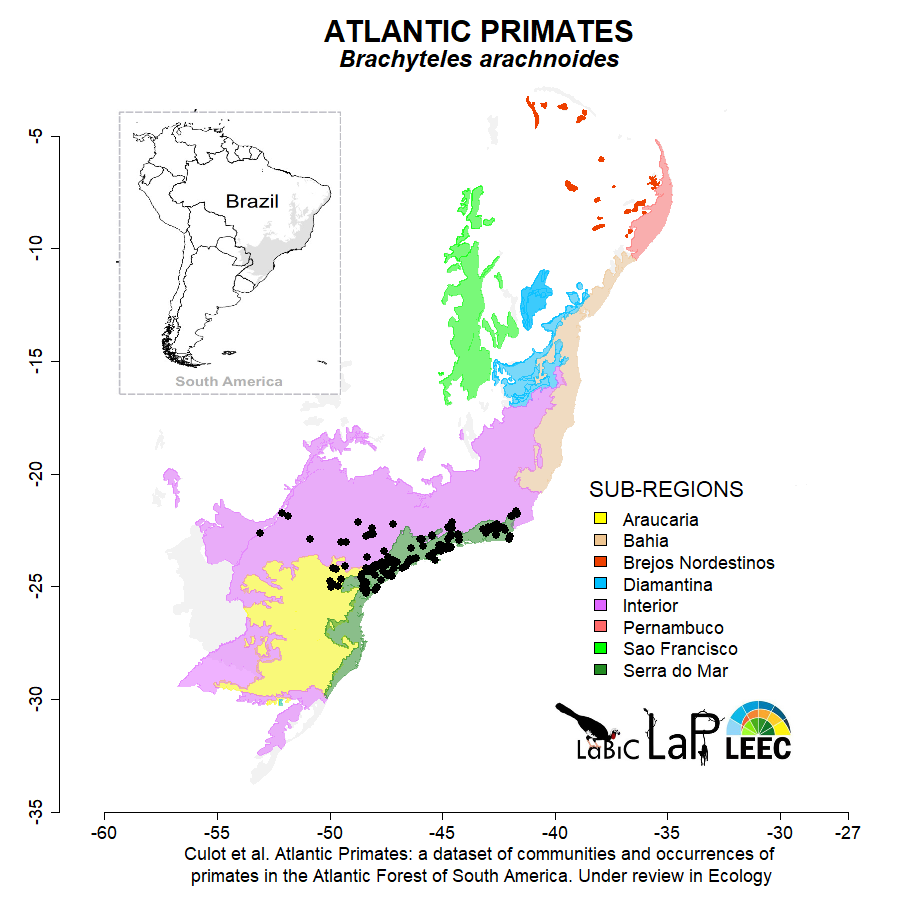 ATLANTIC PRIMATES
Brachyteles arachnoides
Brazil
South America
-5
-10
-15
-20
-25
-30
-35
SUB-REGIONS
Araucaria
Bahia
Brejos Nordestinos
Diamantina
Interior
Pernambuco
Sao Francisco
Serra do Mar
LaBiC LaP LEEC
-60 -55 -50 -45 -40 -35 -30 -27
Culot et al. Atlantic Primates: a dataset of communities and occurrences of
primates in the Atlantic Forest of South America. Under review in Ecology